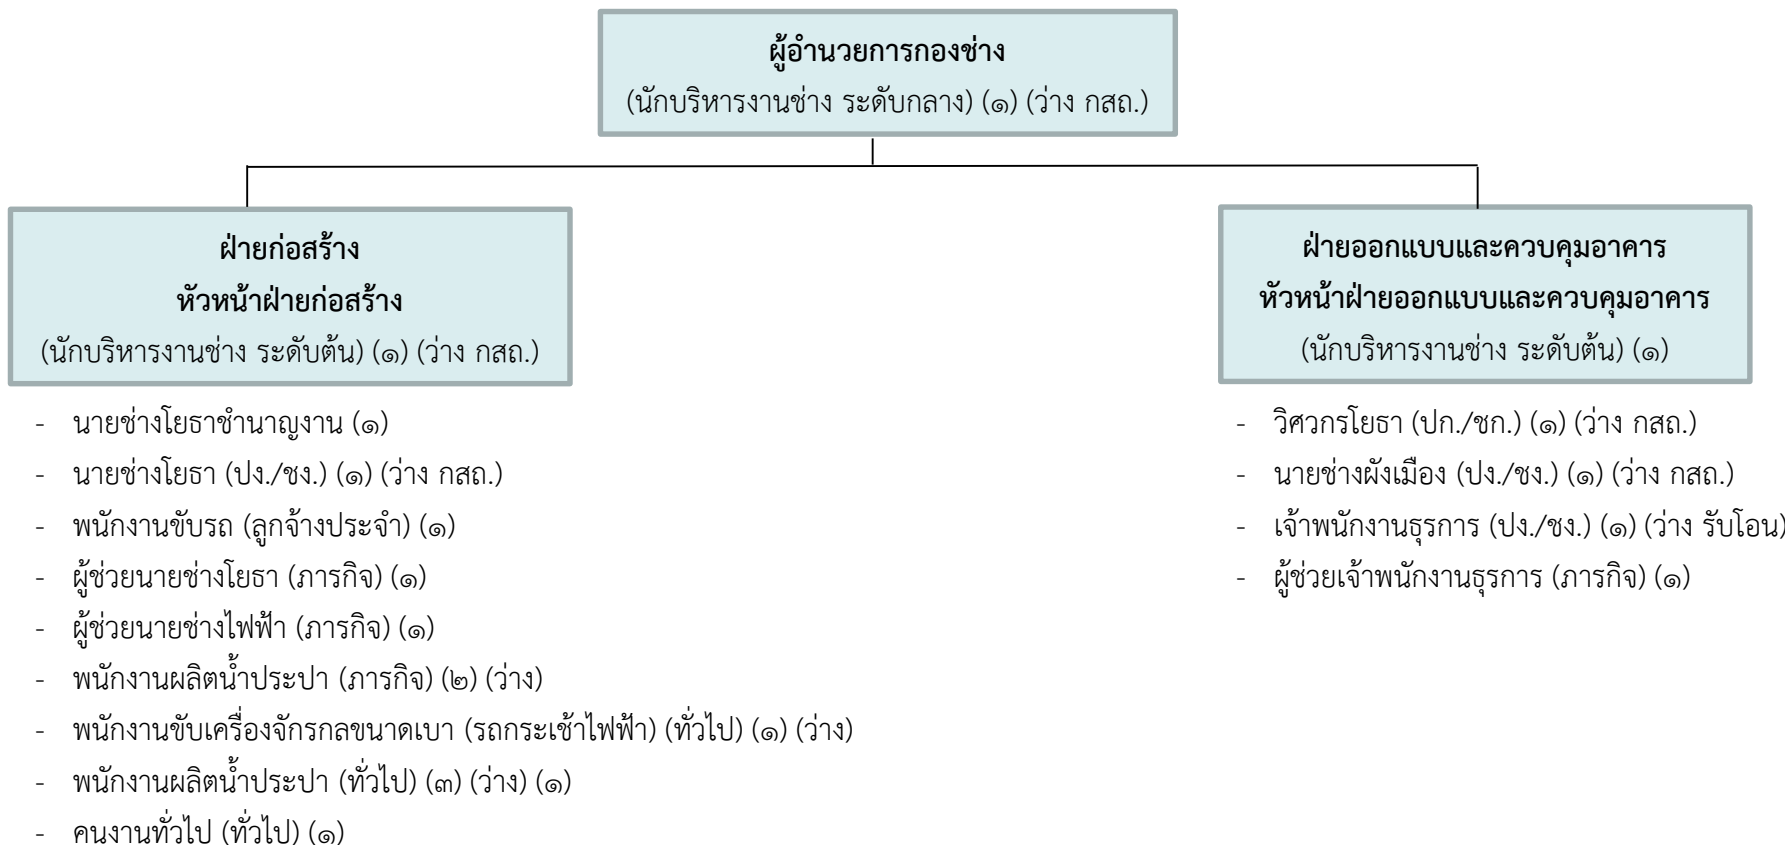 ผู้อำนวยการกองช่าง
(นักบริหารงานช่าง ระดับกลาง) (๑) (ว่าง กสถ.)
ฝ่ายก่อสร้าง
หัวหน้าฝ่ายก่อสร้าง
(นักบริหารงานช่าง ระดับต้น) (๑) (ว่าง กสถ.)
- นายช่างโยธาชำนาญงาน (๑)
- นายช่างโยธา (ปง./ชง.) (๑) (ว่าง กสถ.)
- พนักงานขับรถ (ลูกจ้างประจำ) (๑)
- ผู้ช่วยนายช่างโยธา (ภารกิจ) (๑)
- ผู้ช่วยนายช่างไฟฟ้า (ภารกิจ) (๑)
- พนักงานผลิตน้ำประปา (ภารกิจ) (๒) (ว่าง)
- พนักงานขับเครื่องจักรกลขนาดเบา (รถกระเช้าไฟฟ้า) (ทั่วไป) (๑) (ว่าง)
- พนักงานผลิตน้ำประปา (ทั่วไป) (๓) (ว่าง) (๑)
- คนงานทั่วไป (ทั่วไป) (๑)
ฝ่ายออกแบบและควบคุมอาคาร
หัวหน้าฝ่ายออกแบบและควบคุมอาคาร
(นักบริหารงานช่าง ระดับต้น) (๑)
- วิศวกรโยธา (ปก./ชก.) (๑) (ว่าง กสถ.)
- นายช่างผังเมือง (ปง./ชง.) (๑) (ว่าง กสถ.)
- เจ้าพนักงานธุรการ (ปง./ชง.) (๑) (ว่าง รับโอน)
- ผู้ช่วยเจ้าพนักงานธุรการ (ภารกิจ) (๑)